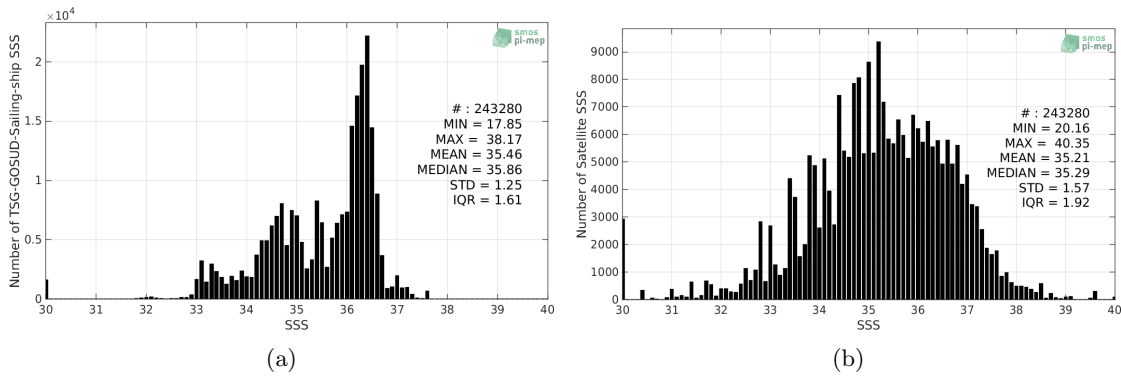 ×10⁴
Number of TSG-GOSUD-Sailing-ship SSS
2
1.5
1
0.5
0
30 31 32 33 34 35 36 37 38 39 40
SSS
smos
pi-mep
# : 243280
MIN = 17.85
MAX = 38.17
MEAN = 35.46
MEDIAN = 35.86
STD = 1.25
IQR = 1.61
(a)
Number of Satellite SSS
9000
8000
7000
6000
5000
4000
3000
2000
1000
0
30 31 32 33 34 35 36 37 38 39 40
SSS
smos
pi-mep
# : 243280
MIN = 20.16
MAX = 40.35
MEAN = 35.21
MEDIAN = 35.29
STD = 1.57
IQR = 1.92
(b)